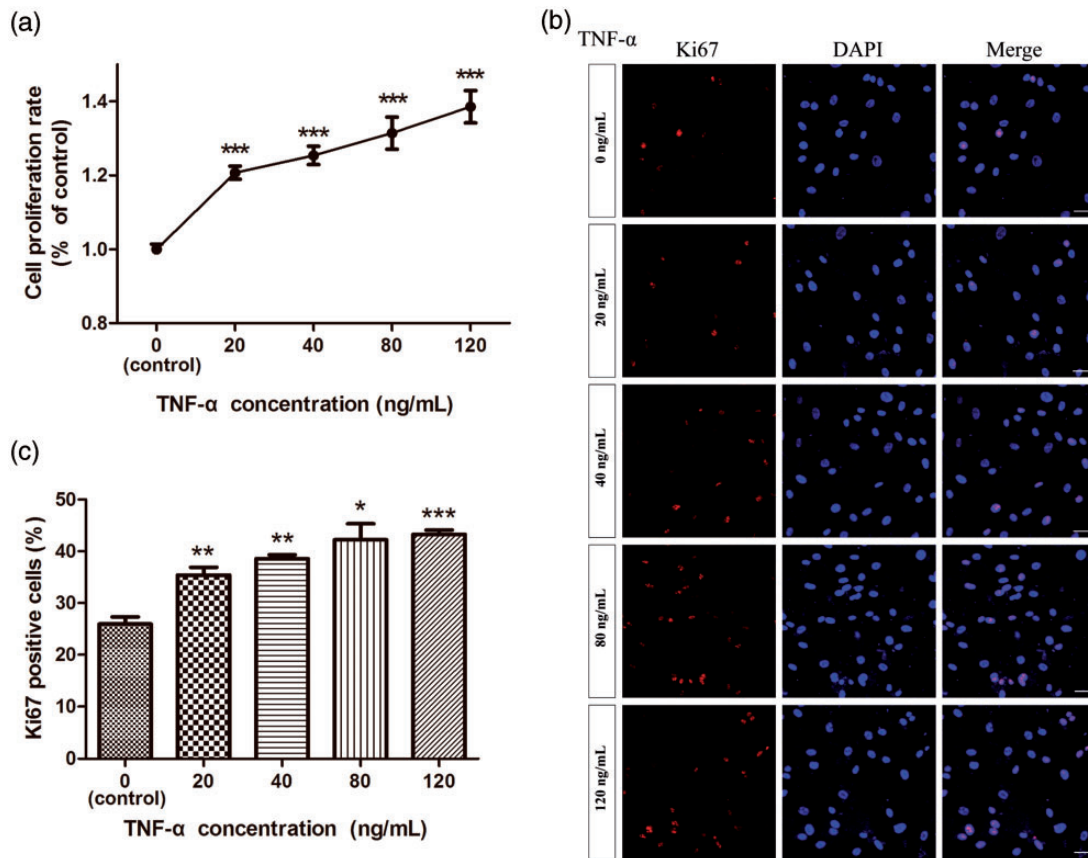 (a)
Cell proliferation rate
(% of control)
1.4
1.2
1.0
0.8
***
***
***
***
0
20
40
80
120
(control)
TNF-α concentration (ng/mL)
(b)
TNF-α
Ki67
DAPI
Merge
0 ng/mL
20 ng/mL
40 ng/mL
80 ng/mL
120 ng/mL
(c)
Ki67 positive cells (%)
50
40
30
20
10
0
**
**
*
***
0
20
40
80
120
(control)
TNF-α concentration (ng/mL)